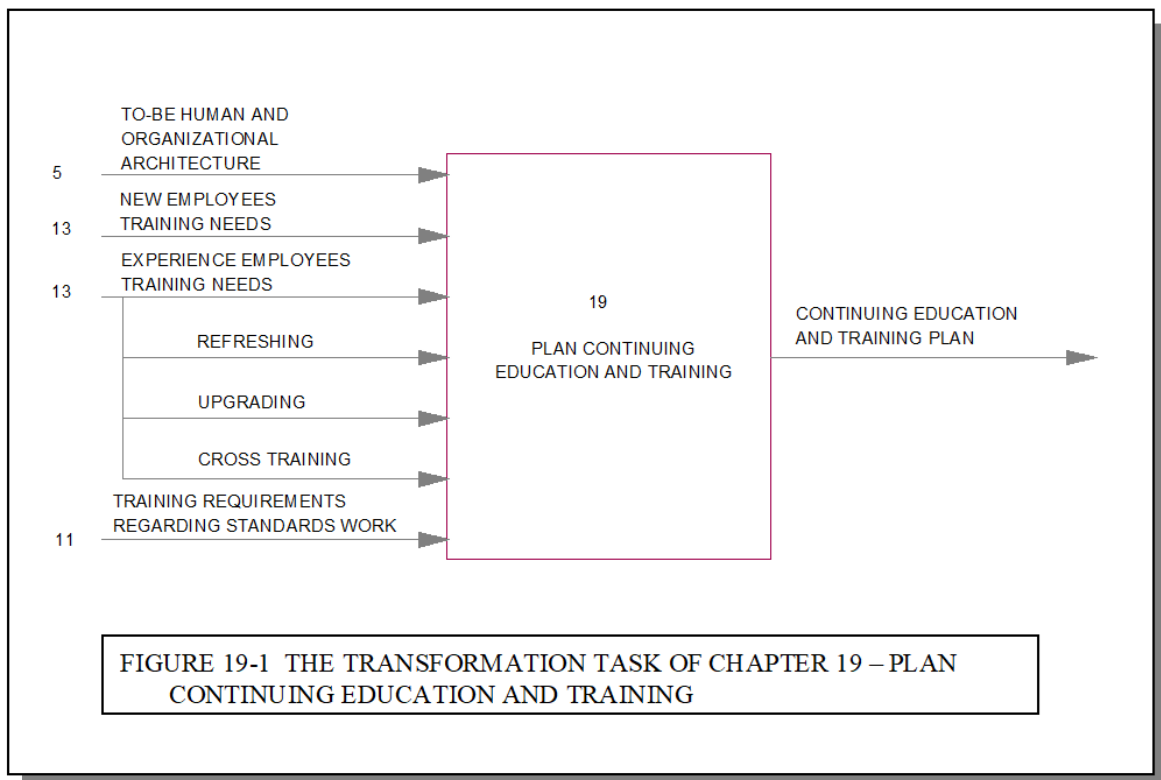 TO-BE HUMAN AND
ORGANIZATIONAL
ARCHITECTURE
5
NEW EMPLOYEES
TRAINING NEEDS
13
EXPERIENCE EMPLOYEES
TRAINING NEEDS
13
REFRESHING
UPGRADING
CROSS TRAINING
TRAINING REQUIREMENTS
REGARDING STANDARDS WORK
11
19
PLAN CONTINUING
EDUCATION AND TRAINING
CONTINUING EDUCATION
AND TRAINING PLAN
FIGURE 19-1 THE TRANSFORMATION TASK OF CHAPTER 19 – PLAN
CONTINUING EDUCATION AND TRAINING